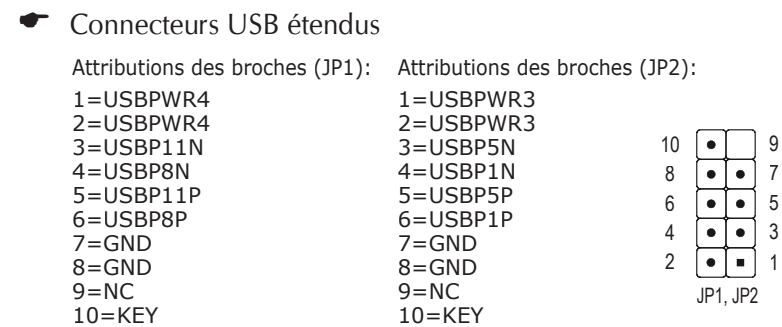 Connecteurs USB étendus
Attributions des broches (JP1):
1=USBPWR4
2=USBPWR4
3=USBP11N
4=USBP8N
5=USBP11P
6=USBP8P
7=GND
8=GND
9=NC
10=KEY
Attributions des broches (JP2):
1=USBPWR3
2=USBPWR3
3=USBP5N
4=USBP1N
5=USBP5P
6=USBP1P
7=GND
8=GND
9=NC
10=KEY
10 9
8 7
6 5
4 3
2 1
JP1, JP2